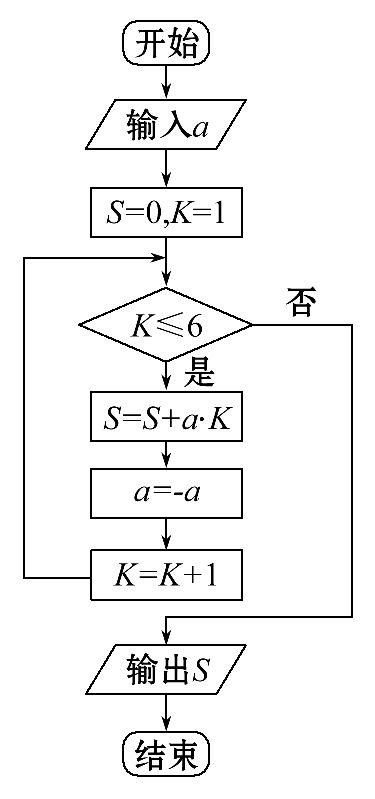 开始
输入a
S=0,K=1
K≤6
否
是
S=S+a·K
a=-a
K=K+1
输出S
结束